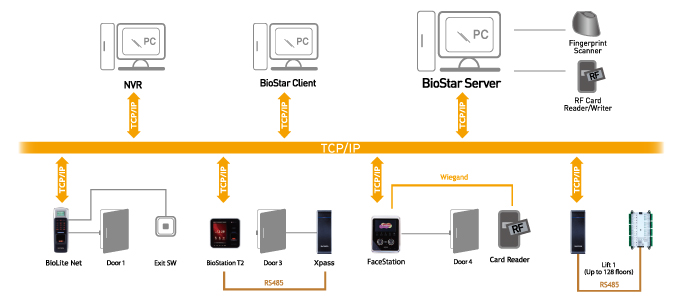 PC
PC
PC
NVR
BioStar Client
BioStar Server
Fingerprint
Scanner
RF
RF Card
Reader/Writer
TCP/IP
TCP/IP
TCP/IP
TCP/IP
TCP/IP
TCP/IP
TCP/IP
TCP/IP
Wiegand
RF
BioLite Net
Door 1
Exit SW
BioStation T2
Door 3
Xpass
FaceStation
Door 4
Card Reader
Lift 1
(Up to 128 floors)
RS485
RS485